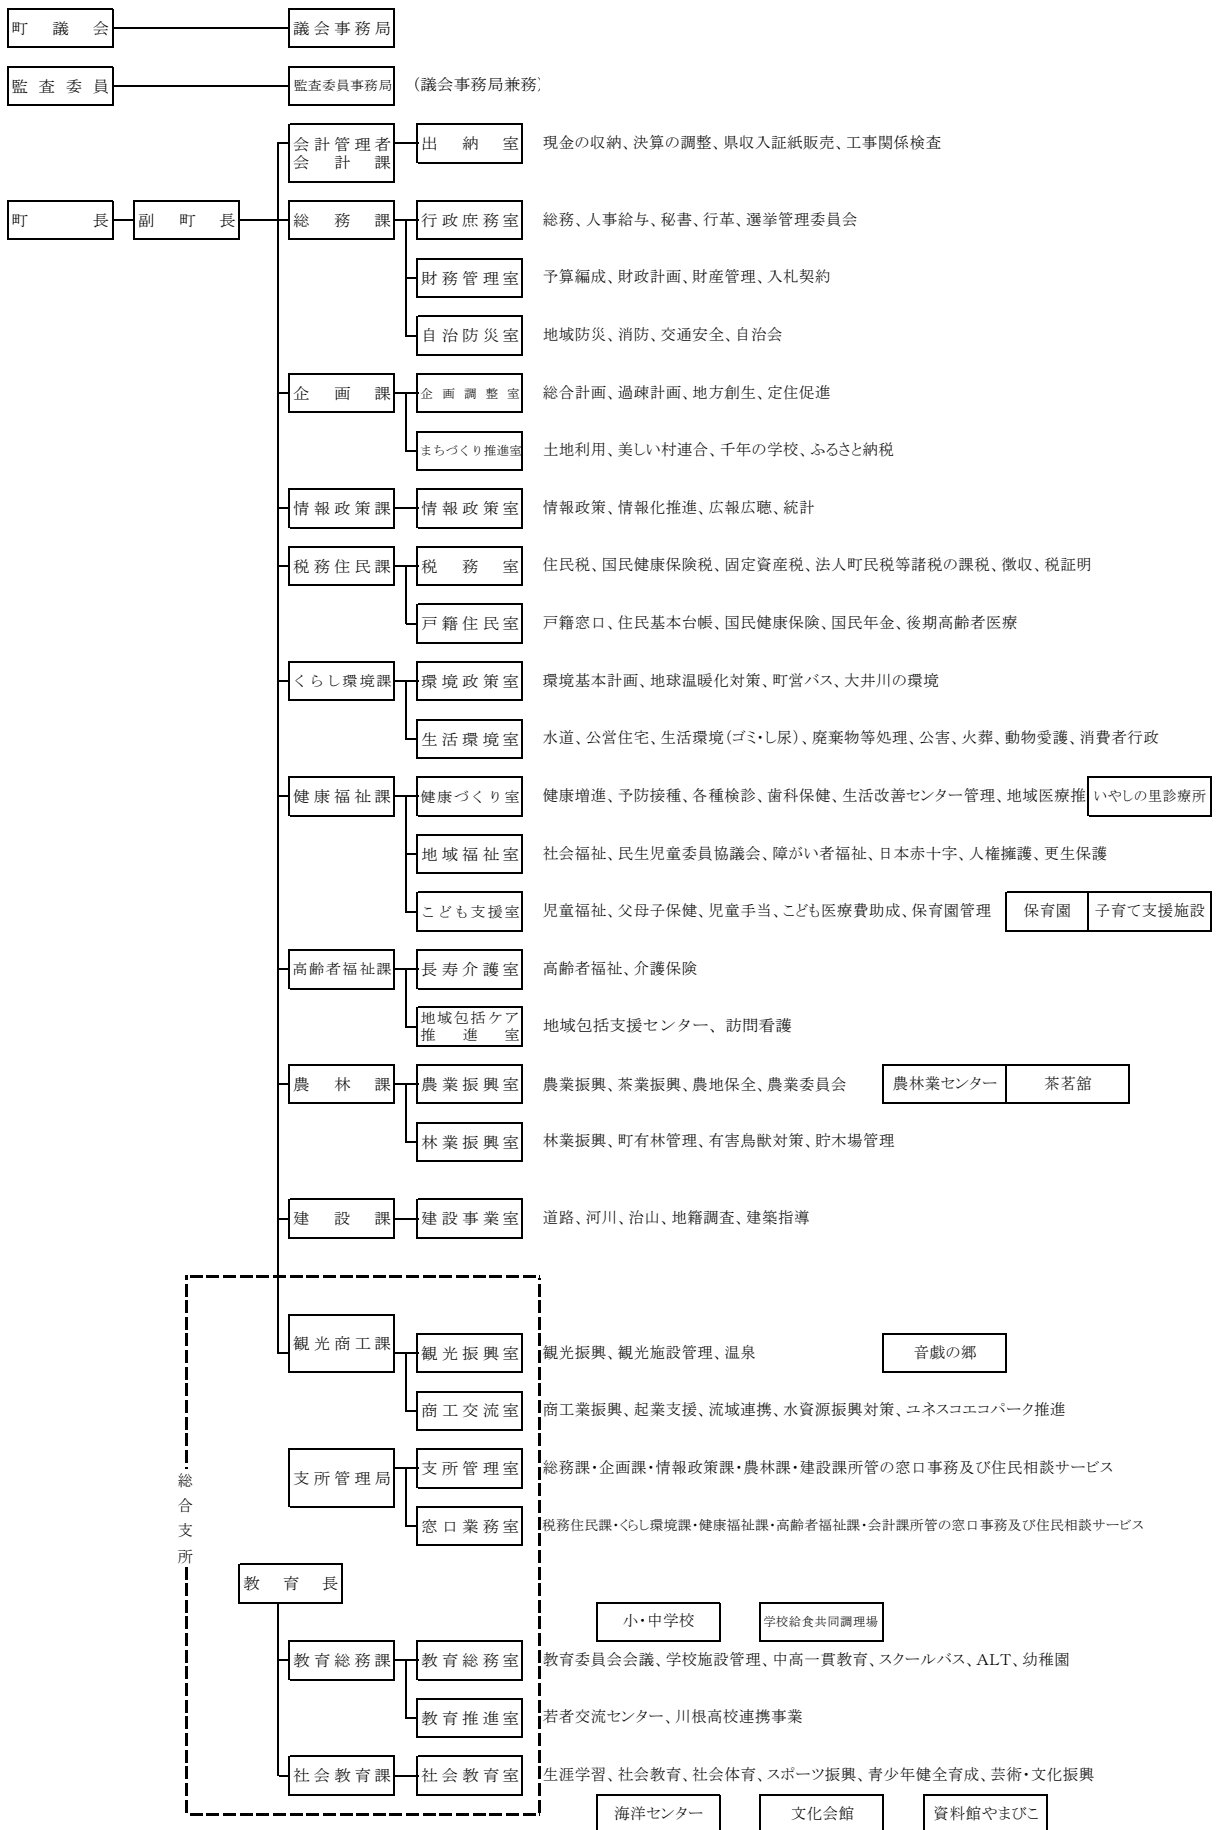 町議会 議会事務局
監査委員 監査委員事務局 (議会事務局兼務)
会計管理者 出納室 現金の収納、決算の調整、県収入証紙販売、工事関係検査
会計課
町長 副町長 総務課 行政庶務室 総務、人事給与、秘書、行革、選挙管理委員会
財務管理室 予算編成、財政計画、財産管理、入札契約
自治防災室 地域防災、消防、交通安全、自治会
企画課 企画調整室 総合計画、過疎計画、地方創生、定住促進
まちづくり推進室 土地利用、美しい村連合、千年の学校、ふるさと納税
情報政策課 情報政策室 情報政策、情報化推進、広報広聴、統計
税務住民課 税務室 住民税、国民健康保険税、固定資産税、法人町民税等諸税の課税、徴収、税証明
戸籍住民室 戸籍窓口、住民基本台帳、国民健康保険、国民年金、後期高齢者医療
くらし環境課 環境政策室 環境基本計画、地球温暖化対策、町営バス、大井川の環境
生活環境室 水道、公営住宅、生活環境(ゴミ・し尿)、廃棄物等処理、公害、火葬、動物愛護、消費者行政
健康福祉課 健康づくり室 健康増進、予防接種、各種検診、歯科保健、生活改善センター管理、地域医療推 いやしの里診療所
地域福祉室 社会福祉、民生児童委員協議会、障がい者福祉、日本赤十字、人権擁護、更生保護
こども支援室 児童福祉、父母子保健、児童手当、こども医療費助成、保育園管理 保育園 子育て支援施設
高齢者福祉課 長寿介護室 高齢者福祉、介護保険
地域包括ケア
推進室 地域包括支援センター、訪問看護
農林課 農業振興室 農業振興、茶業振興、農地保全、農業委員会 農林業センター 茶茗舘
林業振興室 林業振興、町有林管理、有害鳥獣対策、貯木場管理
建設課 建設事業室 道路、河川、治山、地籍調査、建築指導
観光商工課 観光振興室 観光振興、観光施設管理、温泉 音戯の郷
商工交流室 商工業振興、起業支援、流域連携、水資源振興対策、ユネスコエコパーク推進
総合支所
支所管理局 支所管理室 総務課・企画課・情報政策課・農林課・建設課所管の窓口事務及び住民相談サービス
窓口業務室 税務住民課・くらし環境課・健康福祉課・高齢者福祉課・会計課所管の窓口事務及び住民相談サービス
教育長
小・中学校 学校給食共同調理場
教育総務課 教育総務室 教育委員会会議、学校施設管理、中高一貫教育、スクールバス、ALT、幼稚園
教育推進室 若者交流センター、川根高校連携事業
社会教育課 社会教育室 生涯学習、社会教育、社会体育、スポーツ振興、青少年健全育成、芸術・文化振興
海洋センター 文化会館 資料館やまびこ